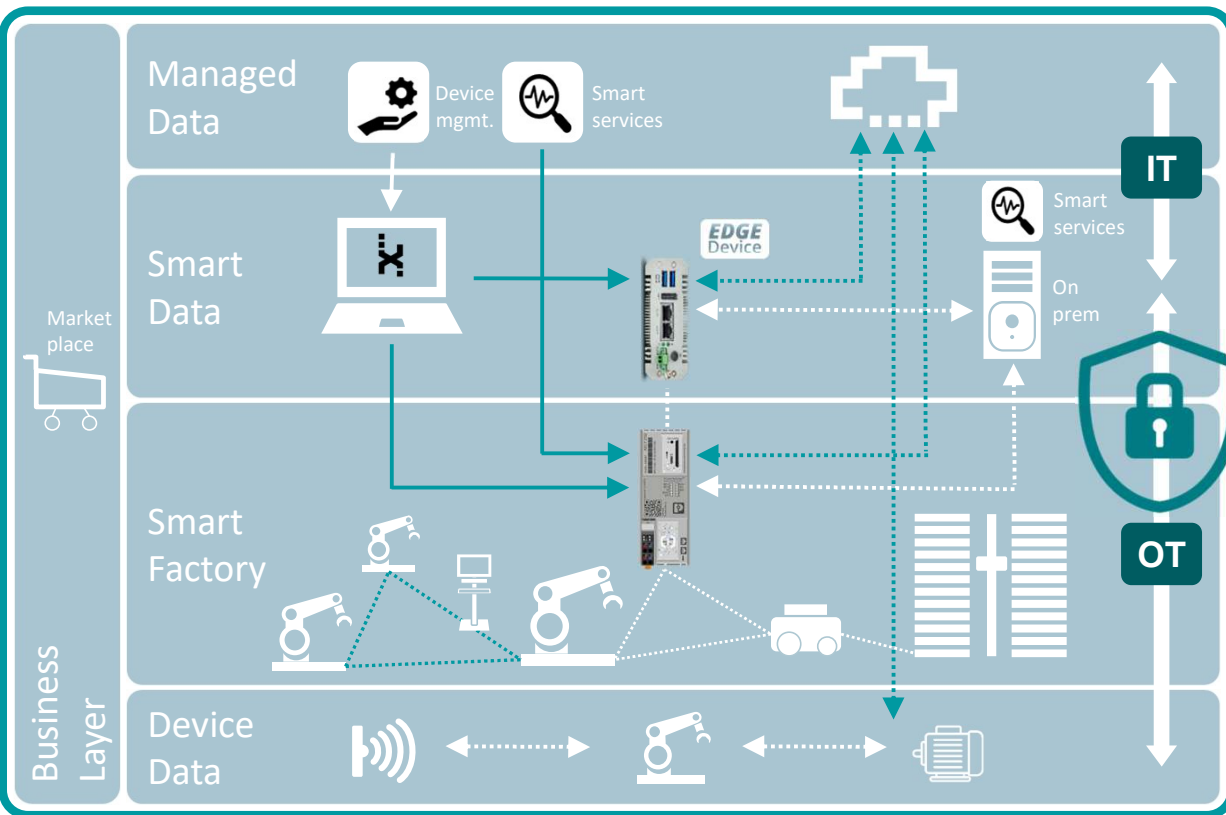 Managed
Data
Device
mgmt.
Smart
services
IT
Smart
services
EDGE
Device
Smart
Data
On
prem
Market
place
Smart
Factory
OT
Business
Layer
Device
Data